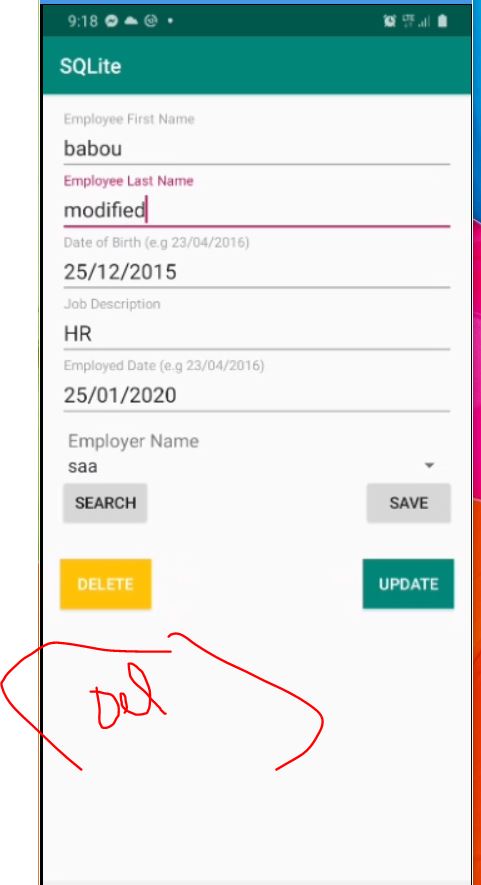 9:18
SQLite
Employee First Name
babou
Employee Last Name
modified
Date of Birth (e.g 23/04/2016)
25/12/2015
Job Description
HR
Employed Date (e.g 23/04/2016)
25/01/2020
Employer Name
saa
SEARCH SAVE
DELETE UPDATE
Del